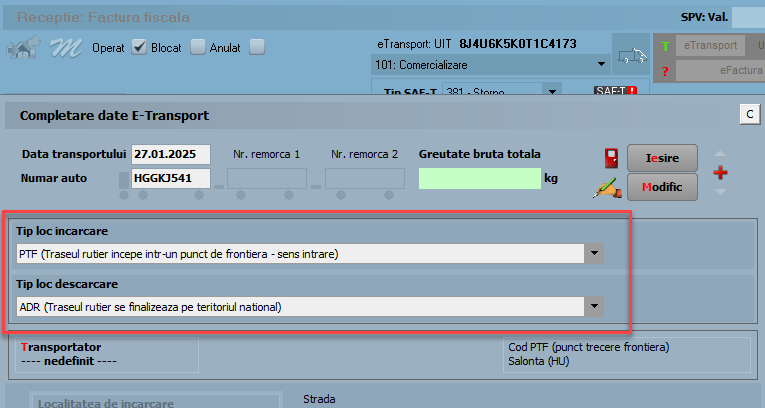 Receptie: Factura fiscala
SPV: Val.
M Operat Blocat Anulat
eTransport: UIT 8J4U6K5K0T1C4173
101: Comercializare
T eTransport
? eFactura
Tip SAF-T 381 - Storno
SAF-T !
Completare date E-Transport
C
Data transportului 27.01.2025
Nr. remorca 1
Nr. remorca 2
Greutate bruta totala
Iesire
Numar auto HGGKJ541
kg
Modific
Tip loc incarcare
PTF (Traseul rutier incepe intr-un punct de frontiera - sens intrare)
Tip loc descarcare
ADR (Traseul rutier se finalizeaza pe teritoriul national)
Transportator
---- nedefinit ----
Cod PTF (punct trecere frontiera)
Salonta (HU)
Localitatea de incarcare
Strada